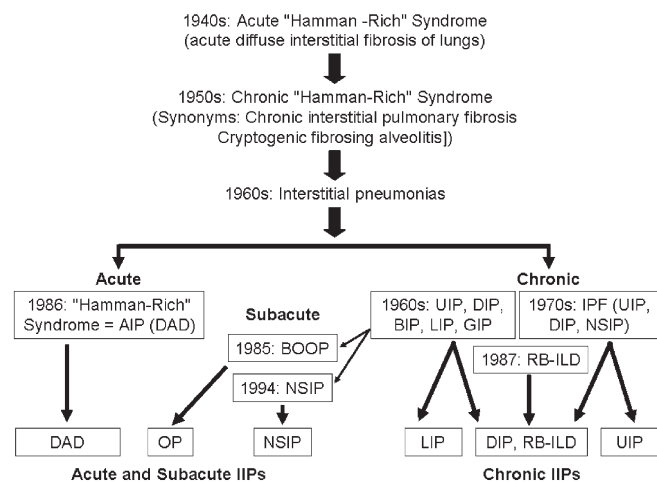 1940s: Acute "Hamman -Rich" Syndrome
(acute diffuse interstitial fibrosis of lungs)
1950s: Chronic "Hamman-Rich" Syndrome
(Synonyms: Chronic interstitial pulmonary fibrosis
Cryptogenic fibrosing alveolitis])
1960s: Interstitial pneumonias
Acute
1986: "Hamman-Rich"
Syndrome = AIP (DAD)
Subacute
1985: BOOP
1994: NSIP
Chronic
1960s: UIP, DIP,
BIP, LIP, GIP
1970s: IPF (UIP,
DIP, NSIP)
1987: RB-ILD
DAD
OP
NSIP
LIP
DIP, RB-ILD
UIP
Acute and Subacute IIPs
Chronic IIPs